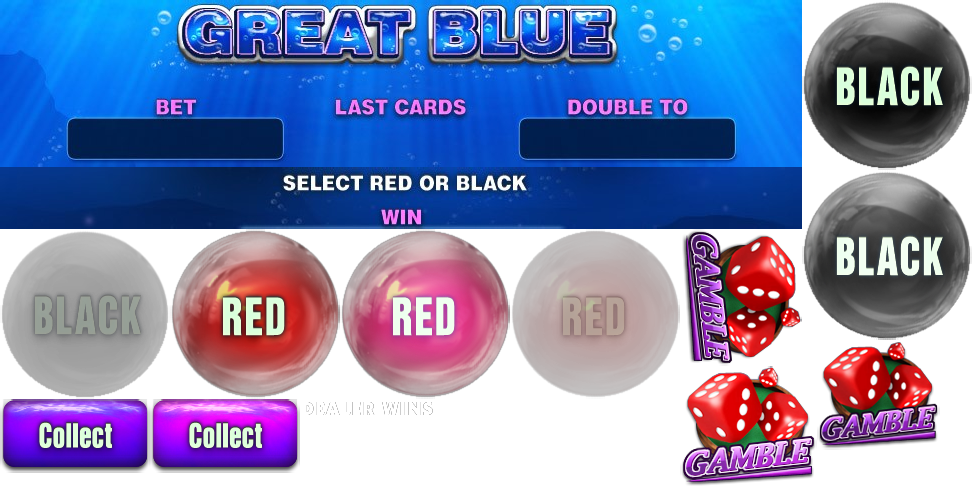 GREAT BLUE
BET
LAST CARDS
DOUBLE TO
SELECT RED OR BLACK
WIN
BLACK
BLACK
BLACK
RED
RED
RED
GAMBLE
Collect
Collect
DEALER WINS
GAMBLE
GAMBLE